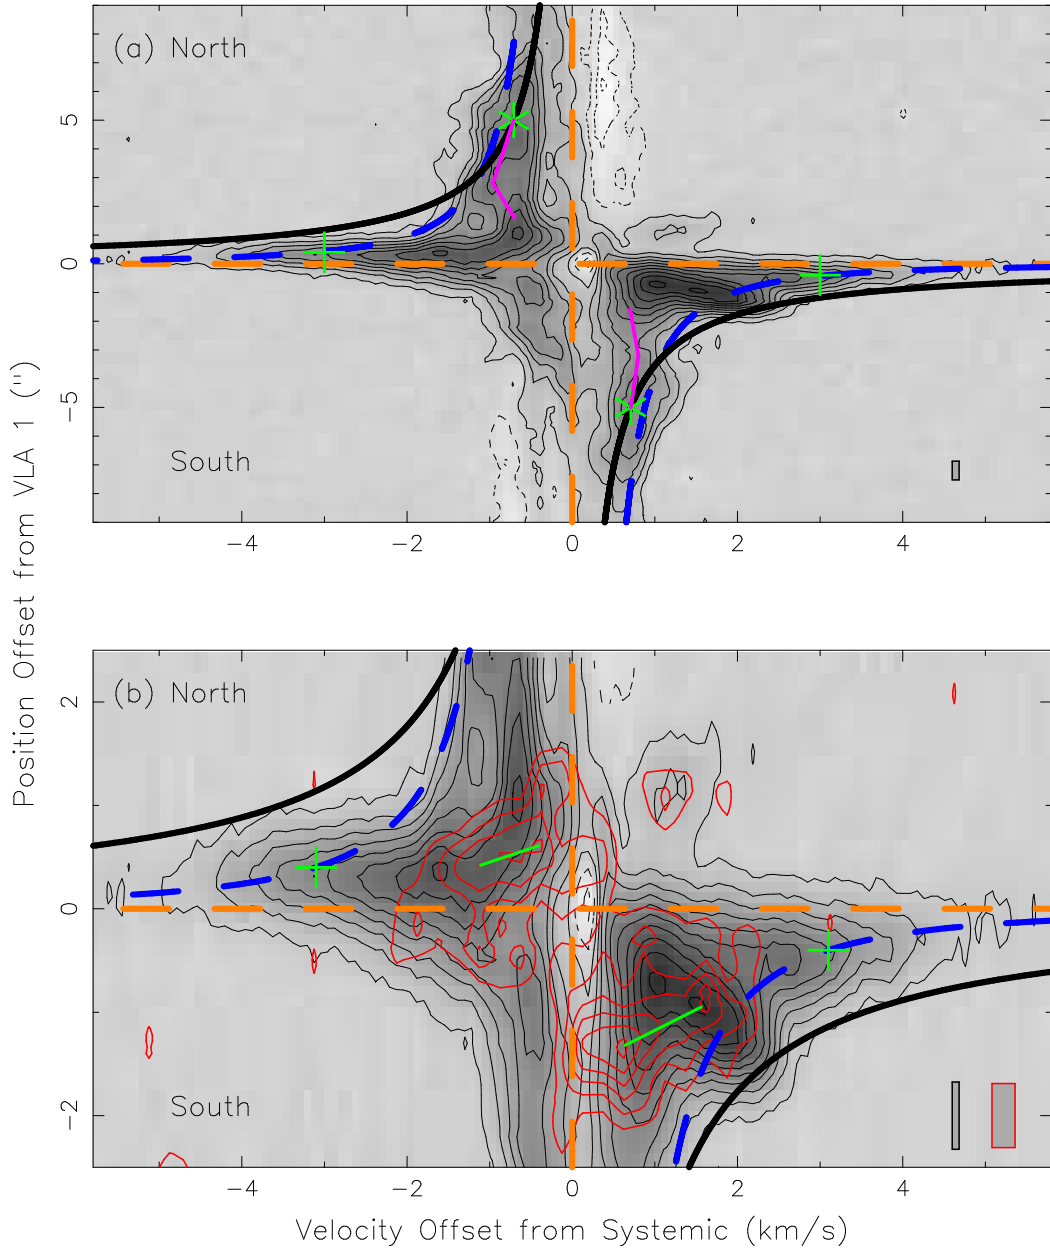 (a) North
5
0
−5
South
−4 −2 0 2 4
Position Offset from VLA 1 ('')
(b) North
2
0
−2
South
−4 −2 0 2 4
Velocity Offset from Systemic (km/s)